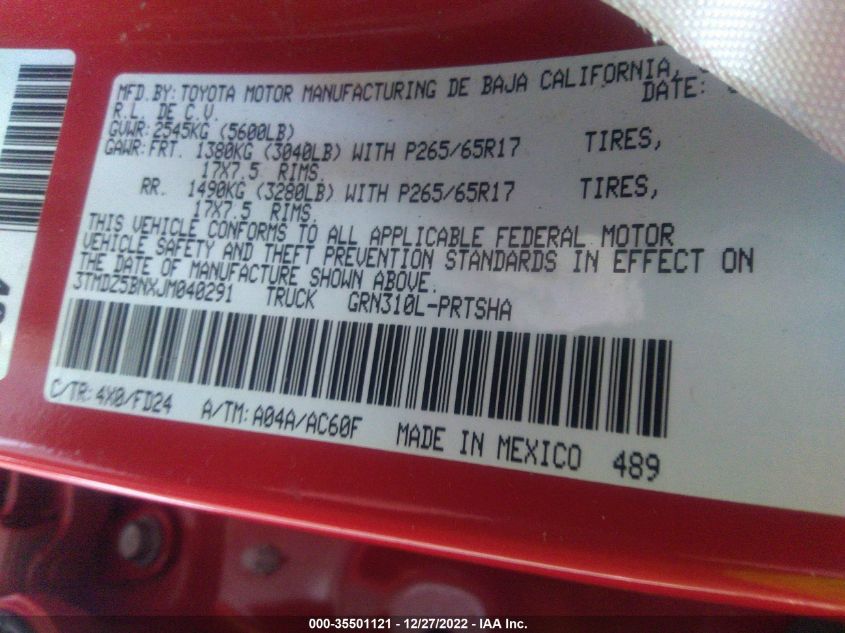 MFD.BY: TOYOTA MOTOR MANUFACTURING DE BAJA CALIFORNIA,
R.L. DE C.V. DATE:
GVWR: 2545KG (5600LB)
GAWR: FRT. 1380KG (3040LB) WITH P265/65R17 TIRES,
17X7.5 RIMS,
RR. 1490KG (3280LB) WITH P265/65R17 TIRES,
17X7.5 RIMS,
THIS VEHICLE CONFORMS TO ALL APPLICABLE FEDERAL MOTOR
VEHICLE SAFETY AND THEFT PREVENTION STANDARDS IN EFFECT ON
THE DATE OF MANUFACTURE SHOWN ABOVE.
3TMDZ5BNXJM040291 TRUCK GRN310L-PRTSHA
C/TR: 4X0/FD24 A/TM: A04A/AC60F MADE IN MEXICO 489
000-35501121 - 12/27/2022 - IAA Inc.